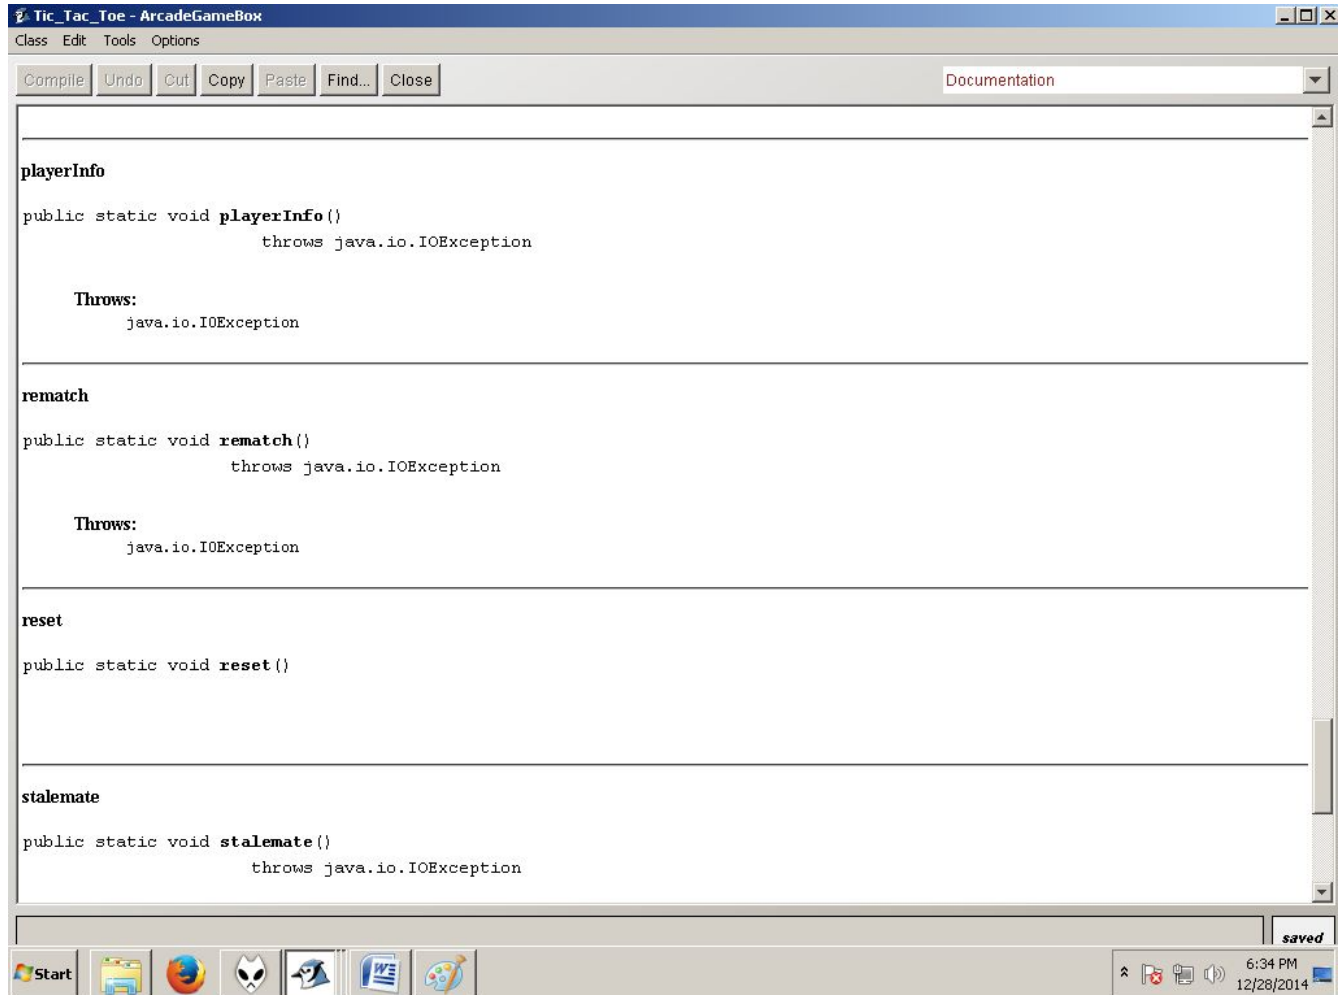 Tic_Tac_Toe - ArcadeGameBox
Class Edit Tools Options
Compile Undo Cut Copy Paste Find... Close Documentation
playerInfo
public static void playerInfo()
throws java.io.IOException
Throws:
java.io.IOException
rematch
public static void rematch()
throws java.io.IOException
Throws:
java.io.IOException
reset
public static void reset()
stalemate
public static void stalemate()
throws java.io.IOException
saved
Start 6:34 PM
12/28/2014